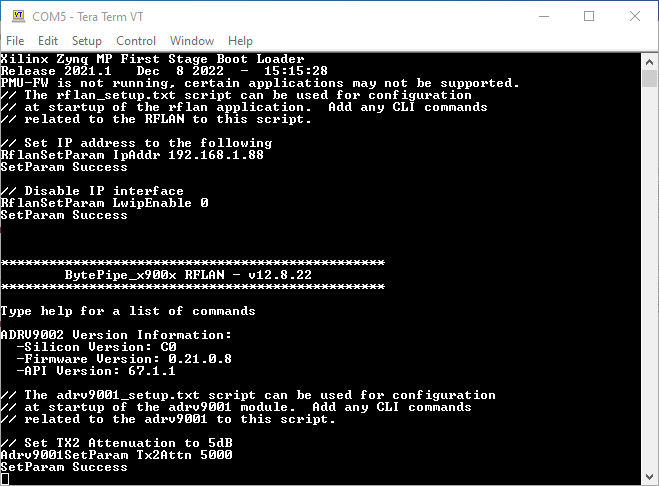 COM5 - Tera Term VT
File Edit Setup Control Window Help
Xilinx Zynq MP First Stage Boot Loader
Release 2021.1   Dec  8 2022  -  15:15:28
PMU-FW is not running, certain applications may not be supported.
// The rflan_setup.txt script can be used for configuration
// at startup of the rflan application.  Add any CLI commands
// related to the RFLAN to this script.

// Set IP address to the following
RflanSetParam IpAddr 192.168.1.88
SetParam Success

// Disable IP interface
RflanSetParam LwipEnable 0
SetParam Success

************************************************
        BytePipe_x900x RFLAN - v12.8.22
************************************************

Type help for a list of commands

ADRV9002 Version Information:
  -Silicon Version: C0
  -Firmware Version: 0.21.0.8
  -API Version: 67.1.1

// The adrv9001_setup.txt script can be used for configuration
// at startup of the adrv9001 module.  Add any CLI commands
// related to the adrv9001 to this script.

// Set TX2 Attenuation to 5dB
Adrv9001SetParam Tx2Attn 5000
SetParam Success